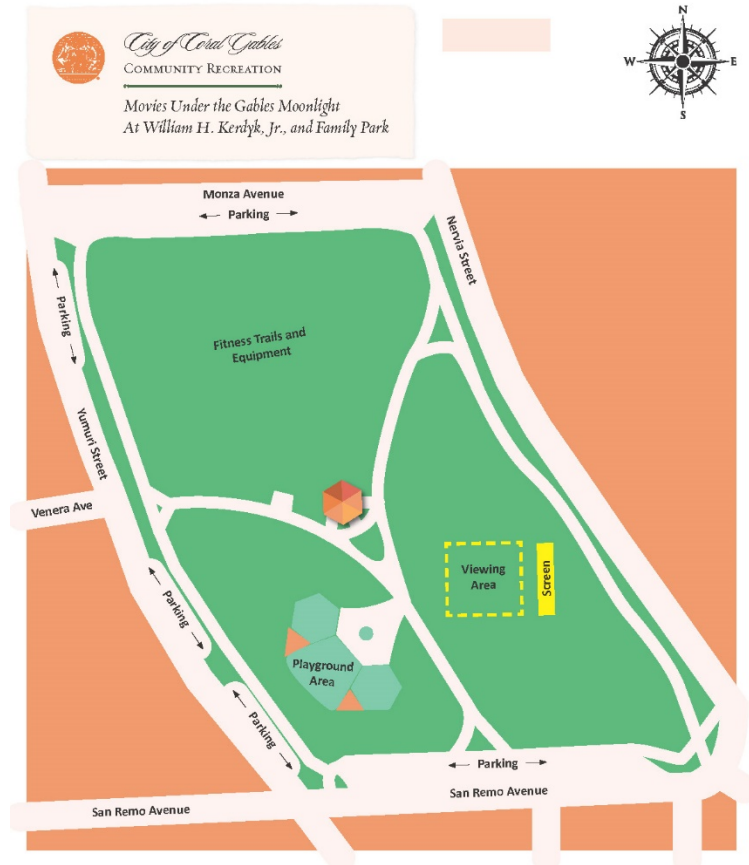 City of Coral Gables
COMMUNITY RECREATION
Movies Under the Gables Moonlight
At William H. Kerdyk, Jr., and Family Park
N
W
E
S
Monza Avenue
Parking
Nervia Street
Parking
Fitness Trails and
Equipment
Yumuri Street
Venera Ave
Viewing
Area
Screen
Parking
Playground
Area
Parking
Parking
San Remo Avenue
San Remo Avenue